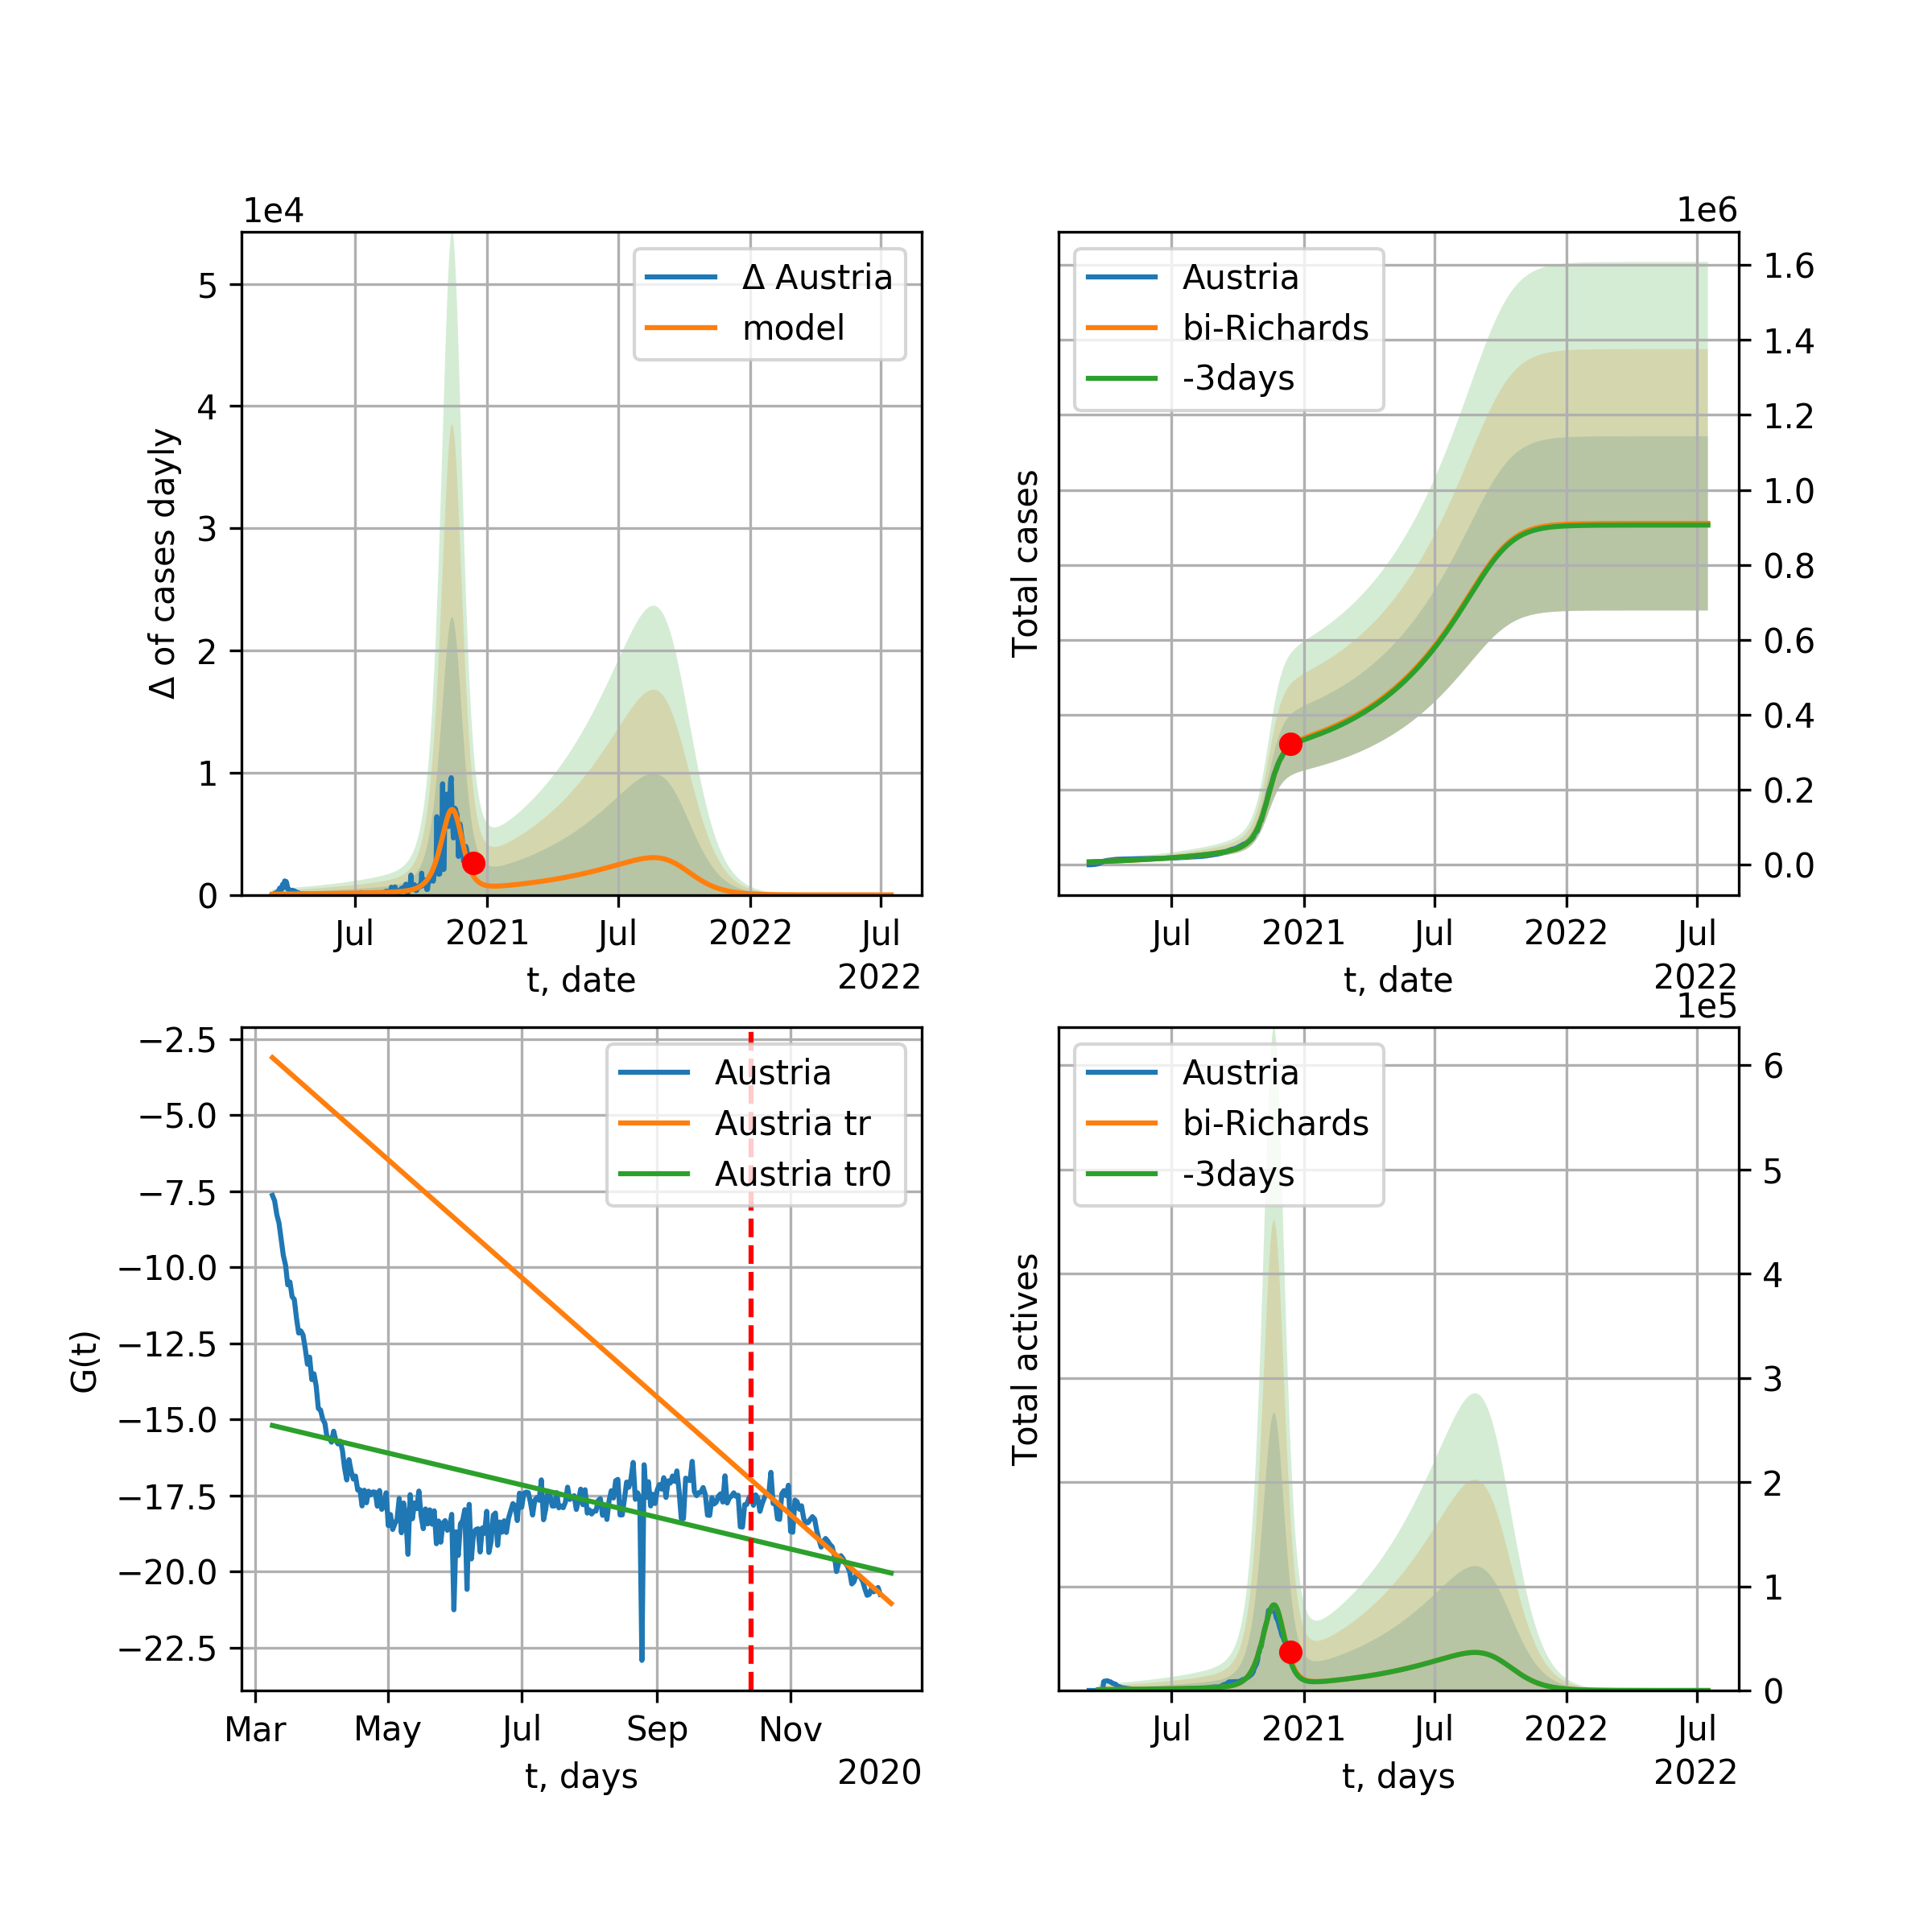 1e4
Δ of cases dayly
5
4
3
2
1
0
Δ Austria
model
Jul
2021
Jul
2022
Jul
t, date
2022
1e6
Total cases
Austria
bi-Richards
-3days
1.6
1.4
1.2
1.0
0.8
0.6
0.4
0.2
0.0
Jul
2021
Jul
2022
Jul
t, date
2022
G(t)
−2.5
−5.0
−7.5
−10.0
−12.5
−15.0
−17.5
−20.0
−22.5
Austria
Austria tr
Austria tr0
Mar
May
Jul
Sep
Nov
t, days
2020
1e5
Total actives
Austria
bi-Richards
-3days
6
5
4
3
2
1
0
Jul
2021
Jul
2022
Jul
t, days
2022